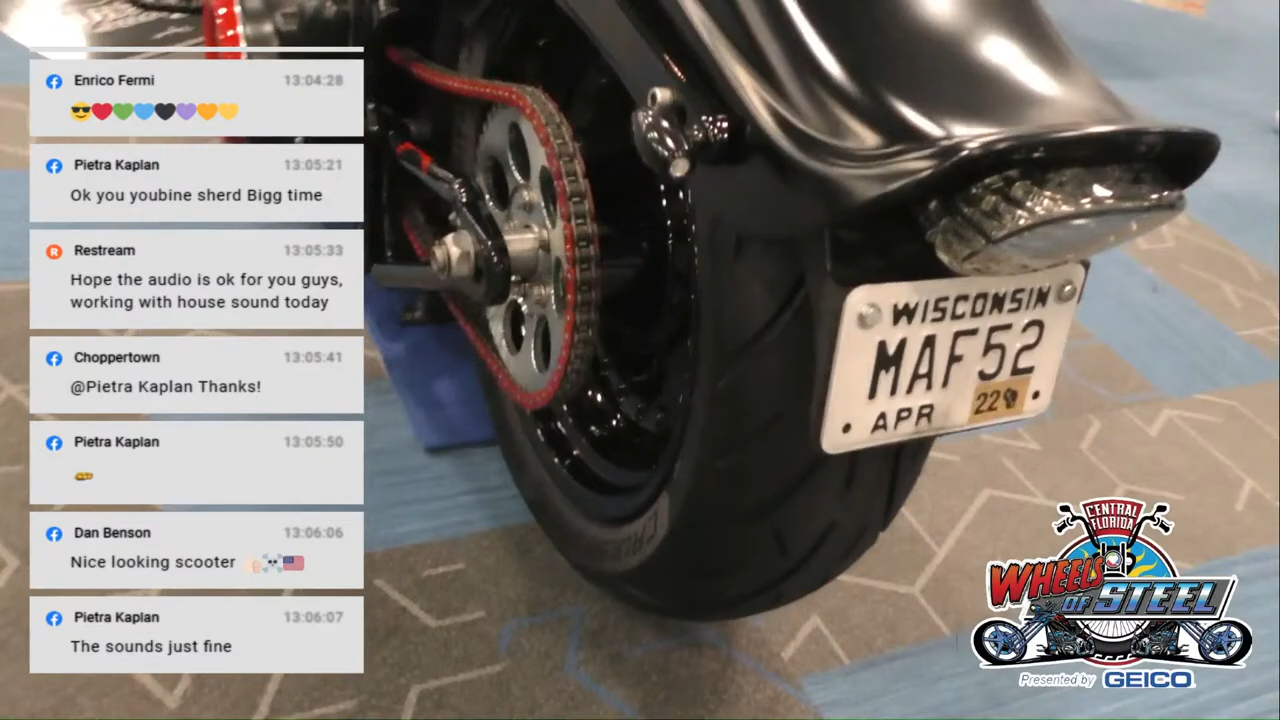 Enrico Fermi 13:04:28
😎❤️💚💙🖤💜🧡💛
Pietra Kaplan 13:05:21
Ok you youbine sherd Bigg time
Restream 13:05:33
Hope the audio is ok for you guys,
working with house sound today
Choppertown 13:05:41
@Pietra Kaplan Thanks!
Pietra Kaplan 13:05:50
Dan Benson 13:06:06
Nice looking scooter 👍🏻☠️🇺🇸
Pietra Kaplan 13:06:07
The sounds just fine
WISCONSIN
MAF52
APR 22
CENTRAL
FLORIDA
WHEELS
OF STEEL
Presented by GEICO